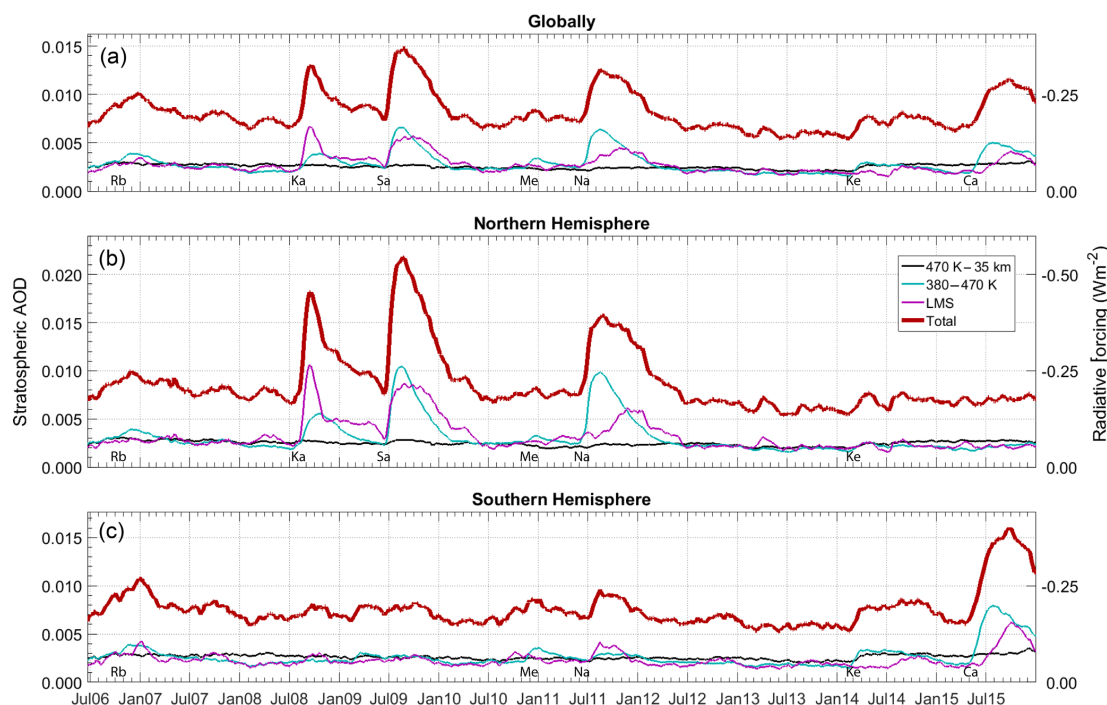 Globally
(a)
0.015
0.010
0.005
0.000
-0.25
0.00
Rb Ka Sa Me Na Ke Ca
Northern Hemisphere
(b)
0.020
0.015
0.010
0.005
0.000
-0.50
-0.25
0.00
470 K–35 km
380–470 K
LMS
Total
Rb Ka Sa Me Na Ke
Stratospheric AOD
Radiative forcing (Wm-2)
Southern Hemisphere
(c)
0.015
0.010
0.005
0.000
-0.25
0.00
Rb Me Na Ke Ca
Jul06 Jan07 Jul07 Jan08 Jul08 Jan09 Jul09 Jan10 Jul10 Jan11 Jul11 Jan12 Jul12 Jan13 Jul13 Jan14 Jul14 Jan15 Jul15